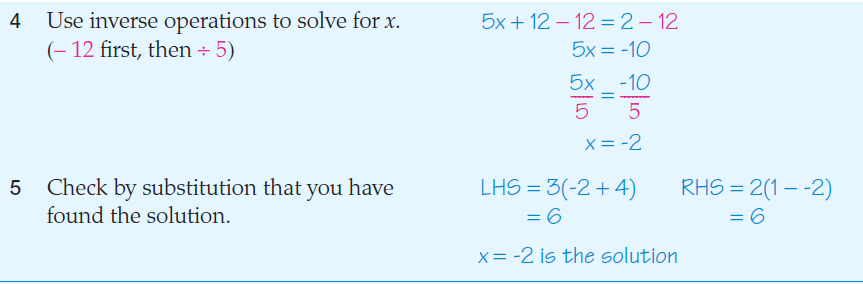 4 Use inverse operations to solve for x.
(– 12 first, then ÷ 5)
5x + 12 – 12 = 2 – 12
5x = -10
5x/5 = -10/5
x = -2
5 Check by substitution that you have
found the solution.
LHS = 3(-2 + 4) RHS = 2(1 – -2)
= 6 = 6
x = -2 is the solution